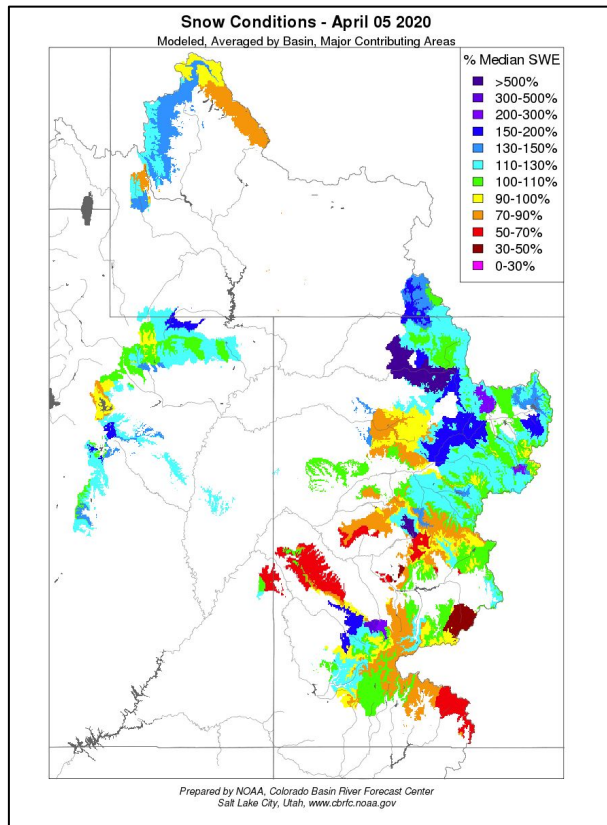 Snow Conditions - April 05 2020
Modeled, Averaged by Basin, Major Contributing Areas
% Median SWE
>500%
300-500%
200-300%
150-200%
130-150%
110-130%
100-110%
90-100%
70-90%
50-70%
30-50%
0-30%
Prepared by NOAA, Colorado Basin River Forecast Center
Salt Lake City, Utah, www.cbrfc.noaa.gov